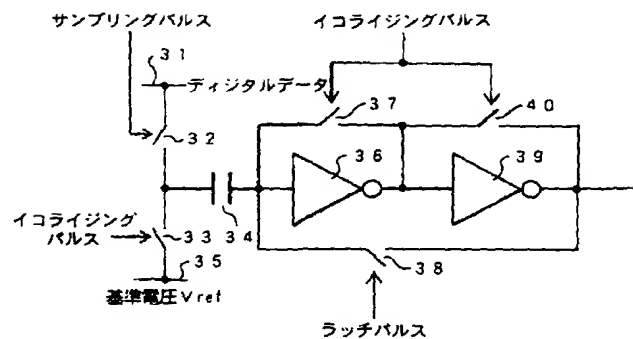 サンプリングパルス
イコライジングパルス
31
ディジタルデータ
32
37
40
36
39
イコライジング
パルス
33
34
38
35
基準電圧Vref
ラッチパルス